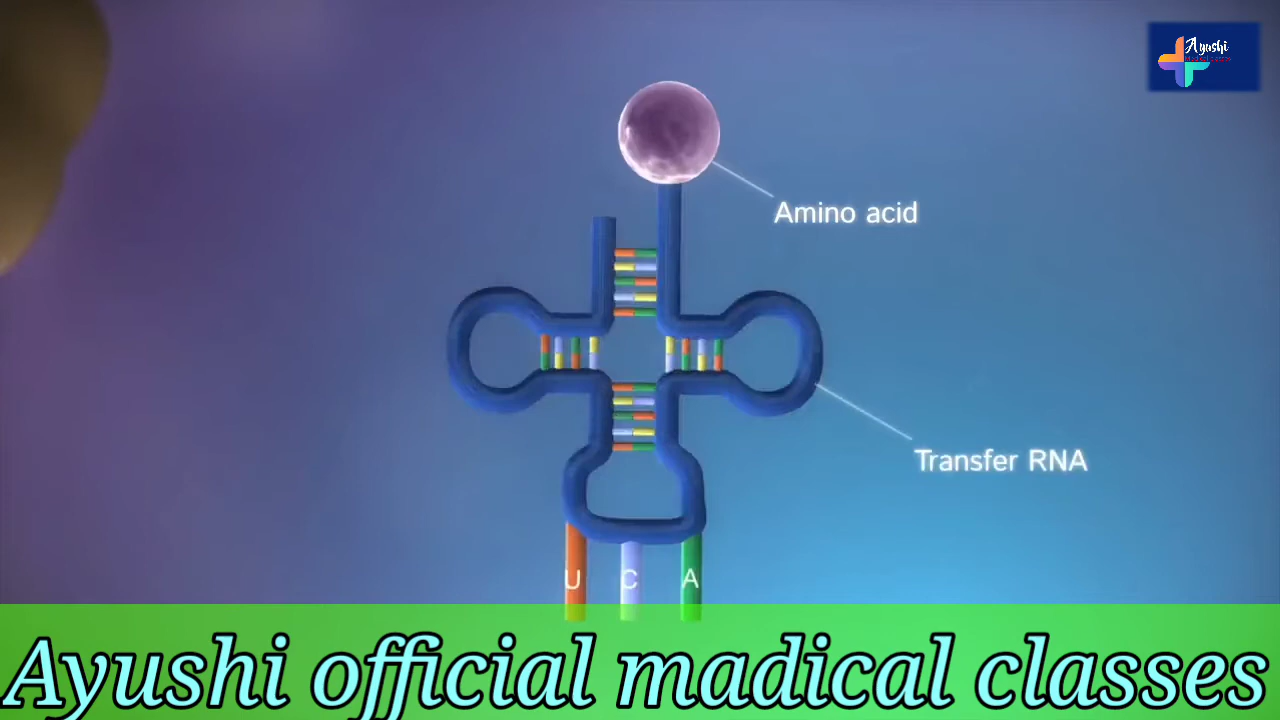 Ayushi
Amino acid
Transfer RNA
U C A
Ayushi official madical classes